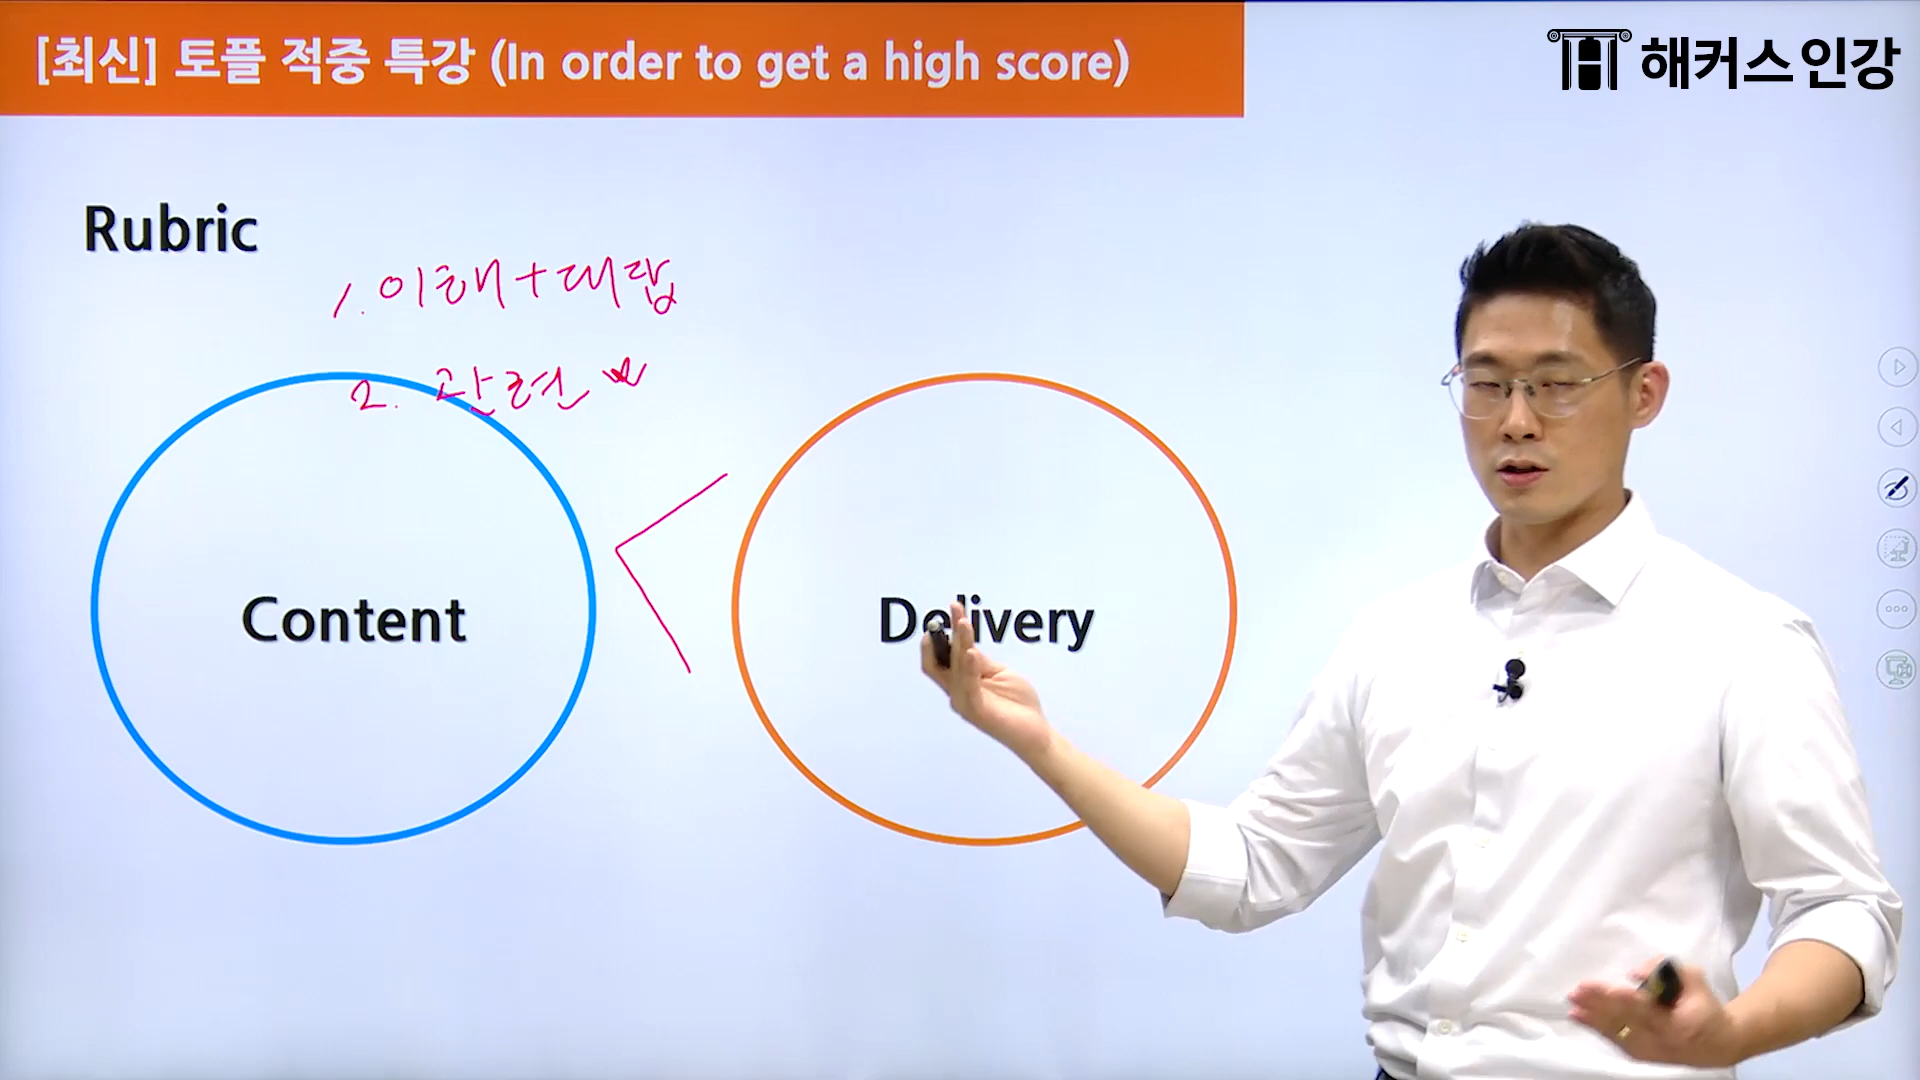 [최신] 토플 적중 특강 (In order to get a high score)
해커스인강
Rubric
1. 이해+대답
2. 관련
Content
Delivery